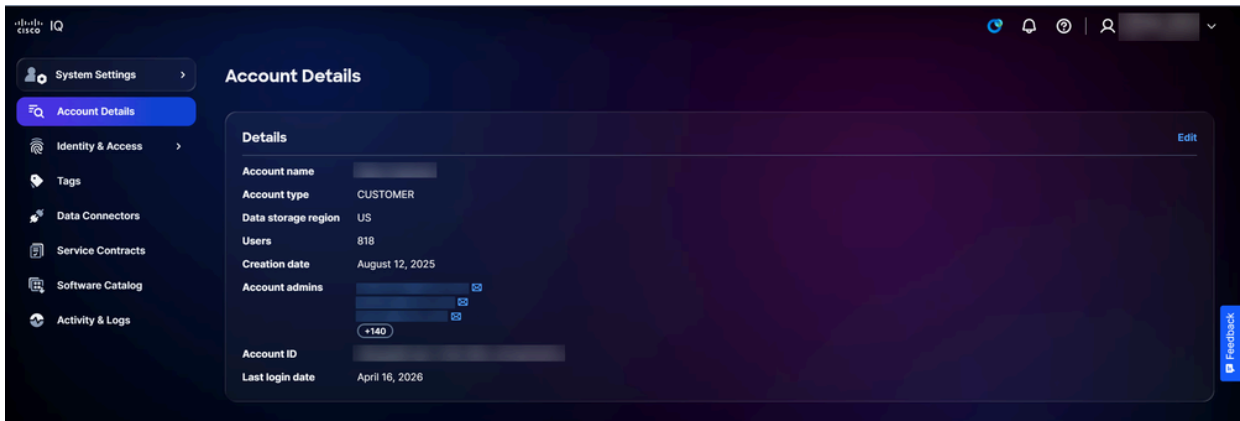 cisco IQ
System Settings
Account Details
Identity & Access
Tags
Data Connectors
Service Contracts
Software Catalog
Activity & Logs
Account Details
Details
Edit
Account name
Account type CUSTOMER
Data storage region US
Users 818
Creation date August 12, 2025
Account admins
+140
Account ID
Last login date April 16, 2026
Feedback